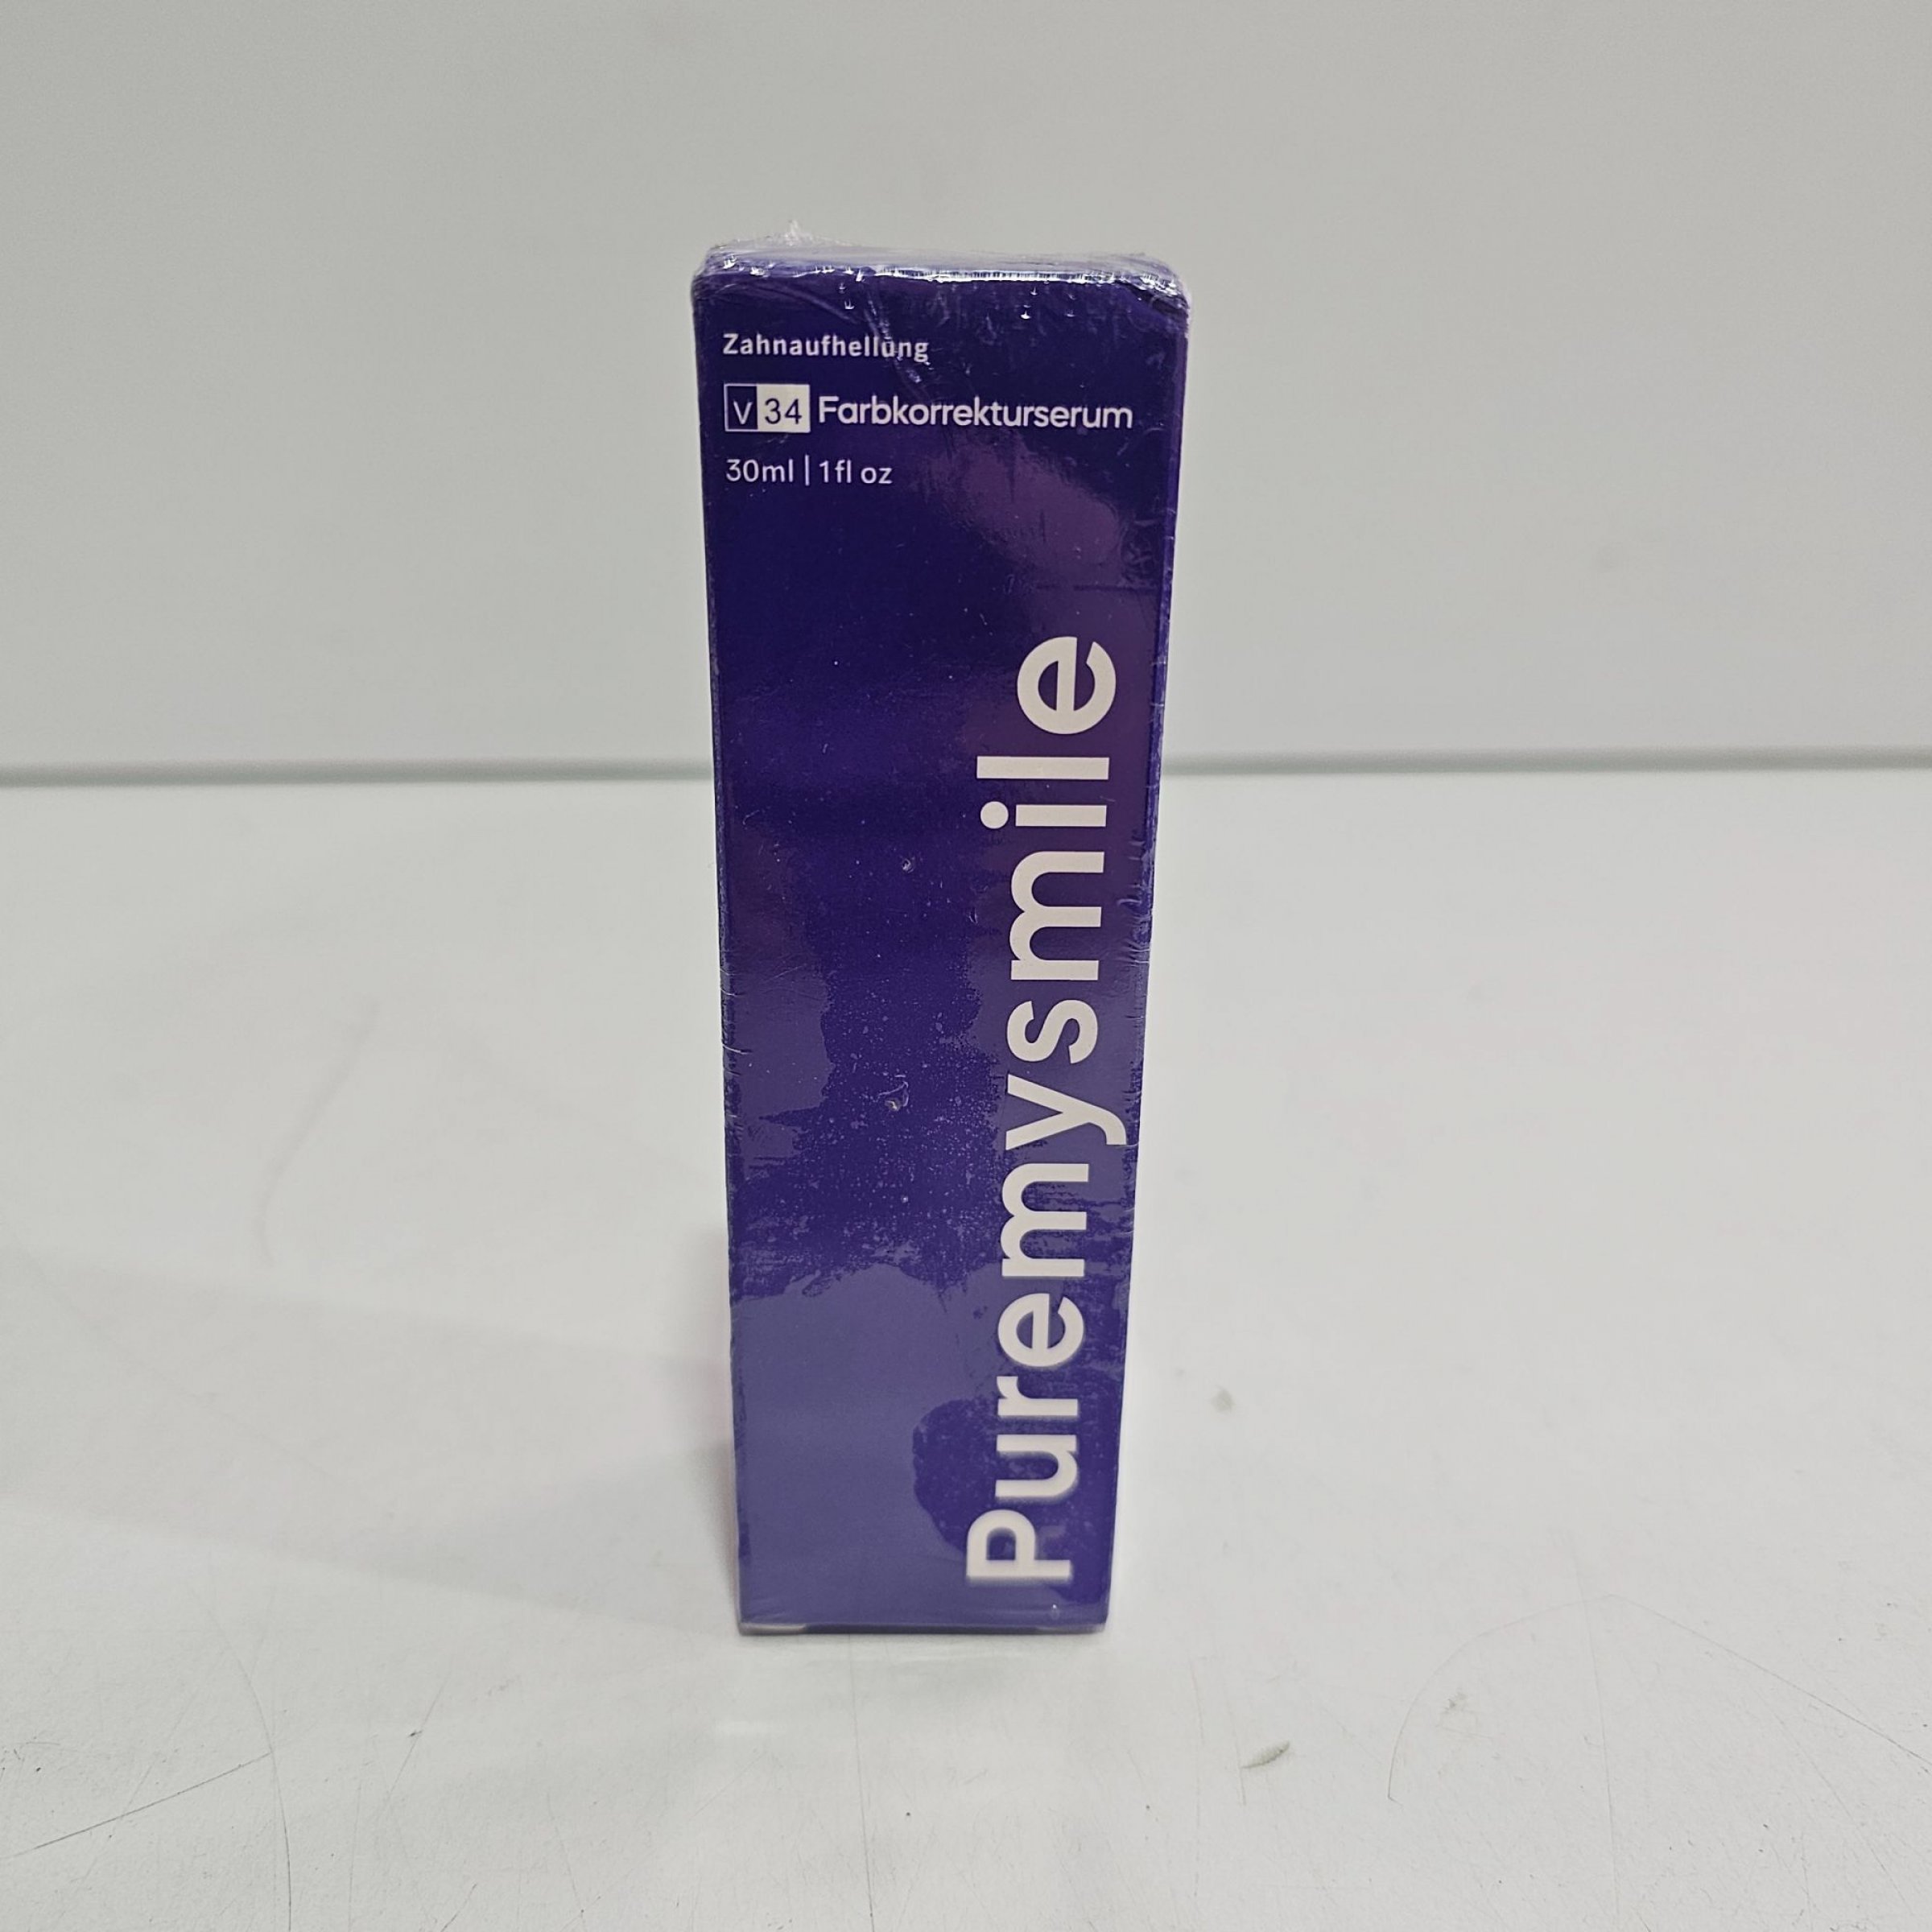 Zahnaufhellung
V 34 Farbkorrekturserum
30ml | 1fl oz
Puremysmile